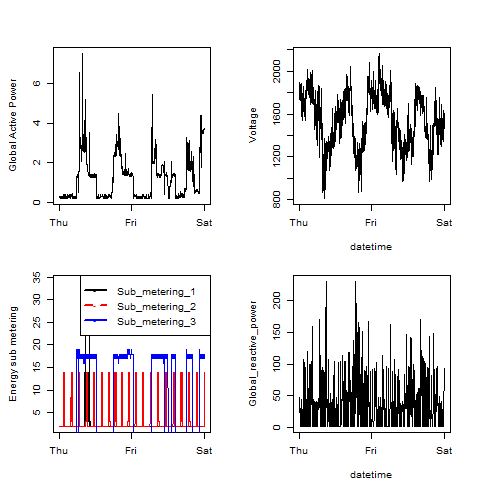 Global Active Power
6
4
2
0
Thu
Fri
Sat
Voltage
2000
1600
1200
800
Thu
Fri
Sat
datetime
Energy sub metering
35
30
25
20
15
10
5
Sub_metering_1
Sub_metering_2
Sub_metering_3
Thu
Fri
Sat
Global_reactive_power
200
150
100
50
0
Thu
Fri
Sat
datetime